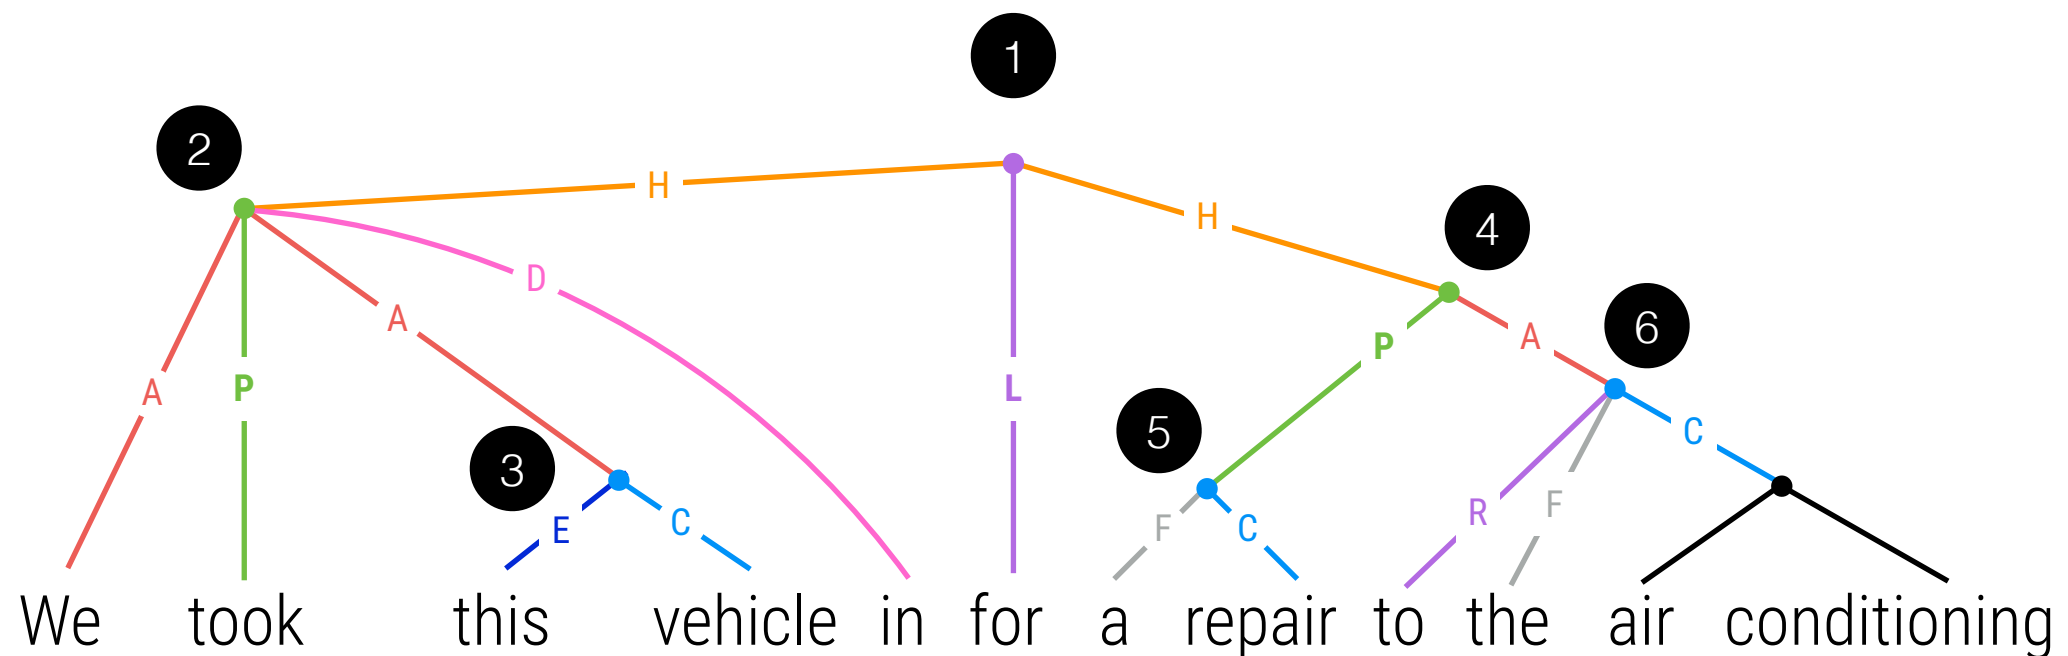 1
2
H
H
4
D
A
6
P
A
A
P
L
5
C
3
E
C
F
C
R
F
We took this vehicle in for a repair to the air conditioning